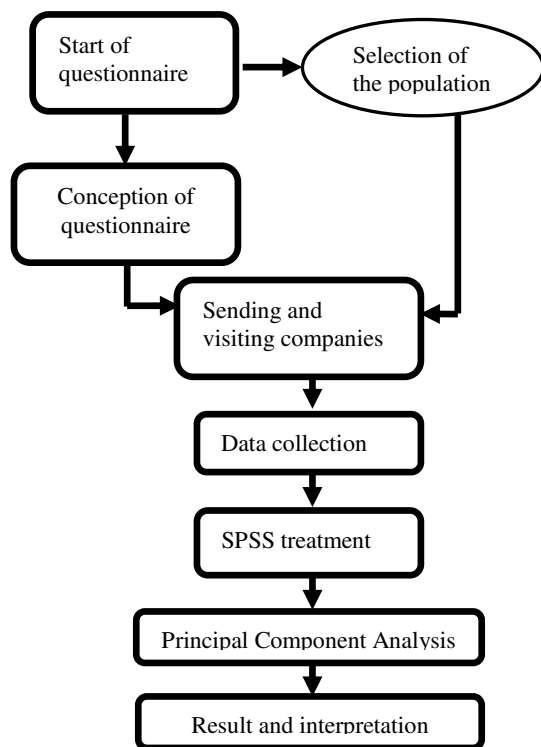 Start of
questionnaire
Selection of
the population
Conception of
questionnaire
Sending and
visiting companies
Data collection
SPSS treatment
Principal Component Analysis
Result and interpretation